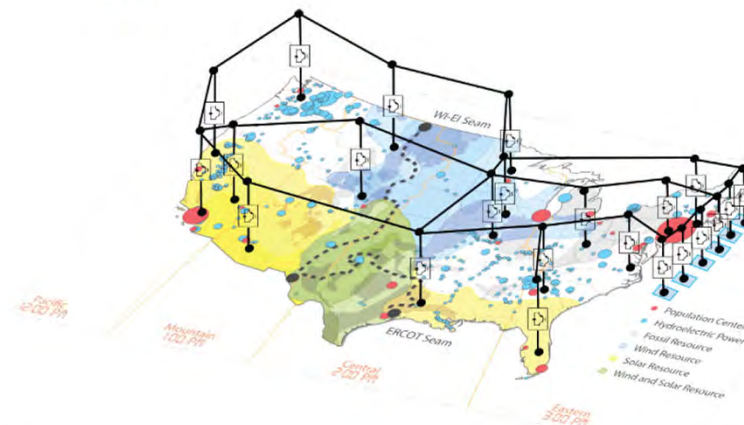 WI-EI Seam
ERCOT Seam
Pacific
12:00 PM
Mountain
1:00 PM
Central
2:00 PM
Eastern
3:00 PM
Population Center
Hydroelectric Power
Fossil Resource
Wind Resource
Solar Resource
Wind and Solar Resource